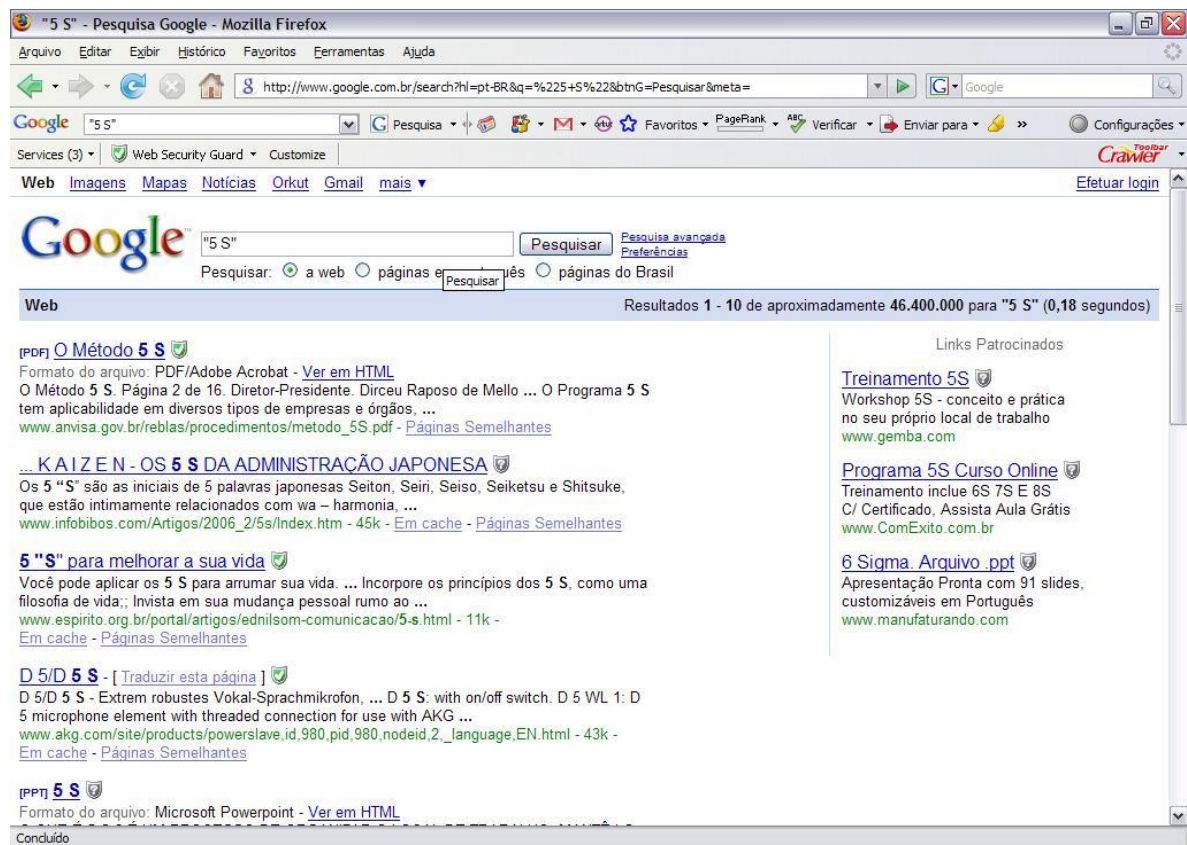 "5 S" - Pesquisa Google - Mozilla Firefox
Arquivo Editar Exibir Histórico Favoritos Ferramentas Ajuda
http://www.google.com.br/search?hl=pt-BR&q=%225+S%22&btnG=Pesquisar&meta= G Google
Google "5 S" G Pesquisa PageRank ABC Favoritos Verificar Enviar para » Configurações
Services (3) Web Security Guard Customize Crawler Toolbar
Web Imagens Mapas Notícias Orkut Gmail mais ▼ Efetuar login
Google™ "5 S" Pesquisar Pesquisa avançada
Preferências
Pesquisar: a web páginas páginas do Brasil
Pesquisar
Web Resultados 1 - 10 de aproximadamente 46.400.000 para "5 S" (0,18 segundos)
[PDF] O Método 5 S
Formato do arquivo: PDF/Adobe Acrobat - Ver em HTML
O Método 5 S. Página 2 de 16. Diretor-Presidente. Dirceu Raposo de Mello ... O Programa 5 S
tem aplicabilidade em diversos tipos de empresas e órgãos, ...
www.anvisa.gov.br/reblas/procedimentos/metodo_5S.pdf - Páginas Semelhantes
... K A I Z E N - OS 5 S DA ADMINISTRAÇÃO JAPONESA
Os 5 “S” são as iniciais de 5 palavras japonesas Seiton, Seiri, Seiso, Seiketsu e Shitsuke,
que estão intimamente relacionados com wa – harmonia, ...
www.infobibos.com/Artigos/2006_2/5s/Index.htm - 45k - Em cache - Páginas Semelhantes
5 "S" para melhorar a sua vida
Você pode aplicar os 5 S para arrumar sua vida. ... Incorpore os princípios dos 5 S, como uma
filosofia de vida;; Invista em sua mudança pessoal rumo ao ...
www.espirito.org.br/portal/artigos/ednilsom-comunicacao/5-s.html - 11k -
Em cache - Páginas Semelhantes
D 5/D 5 S - [ Traduzir esta página ]
D 5/D 5 S - Extrem robustes Vokal-Sprachmikrofon, ... D 5 S: with on/off switch. D 5 WL 1: D
5 microphone element with threaded connection for use with AKG ...
www.akg.com/site/products/powerslave,id,980,pid,980,nodeid,2,_language,EN.html - 43k -
Em cache - Páginas Semelhantes
[PPT] 5 S
Formato do arquivo: Microsoft Powerpoint - Ver em HTML
Links Patrocinados
Treinamento 5S
Workshop 5S - conceito e prática
no seu próprio local de trabalho
www.gemba.com
Programa 5S Curso Online
Treinamento inclue 6S 7S E 8S
C/ Certificado, Assista Aula Grátis
www.ComExito.com.br
6 Sigma. Arquivo .ppt
Apresentação Pronta com 91 slides,
customizáveis em Português
www.manufaturando.com
Concluído